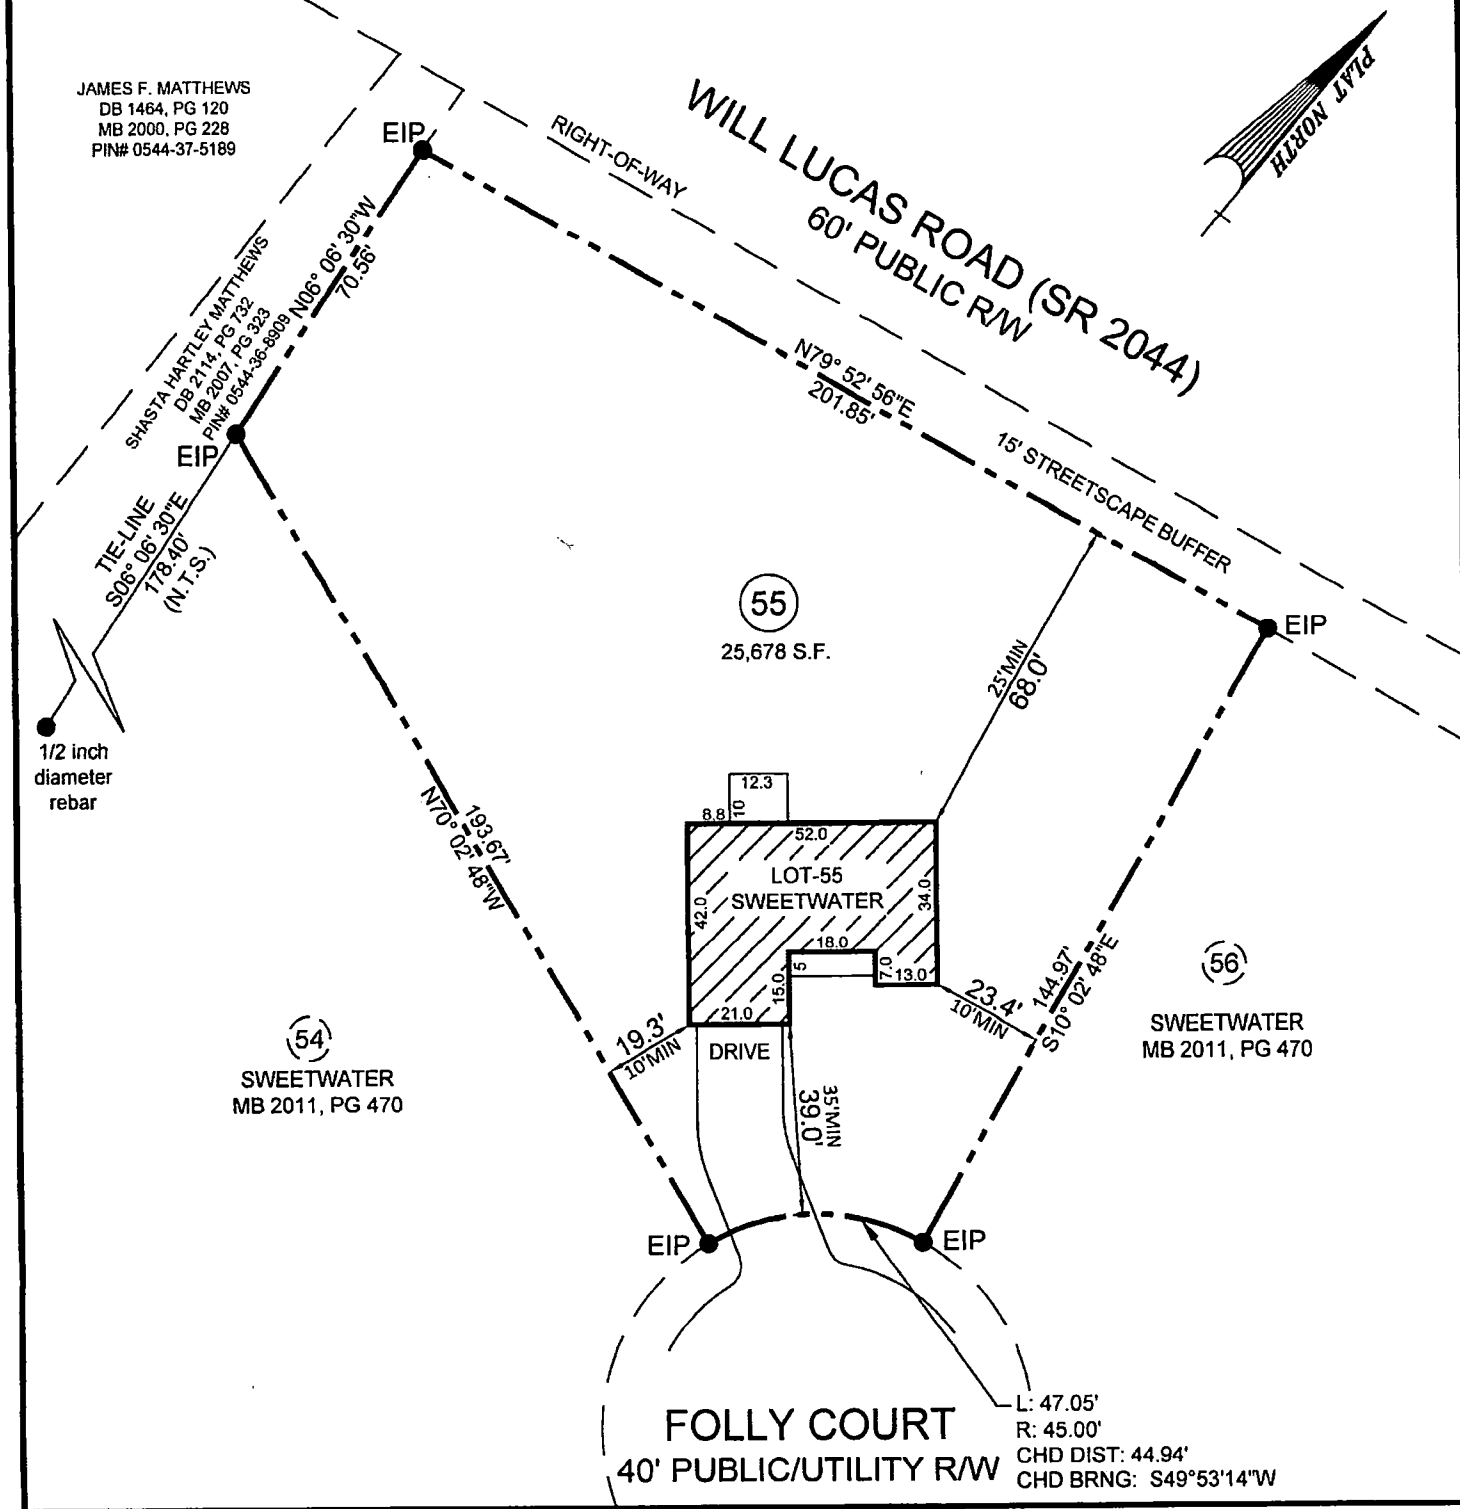 JAMES F. MATTHEWS
DB 1464, PG 120
MB 2000, PG 228
PIN# 0544-37-5189
EIP
RIGHT-OF-WAY
WILL LUCAS ROAD (SR 2044)
60' PUBLIC R/W
PLAT NORTH
N06° 06' 30"W
70.56'
SHASTA HARTLEY MATTHEWS
DB 2114, PG 732
MB 2007, PG 323
PIN# 0544-36-8909
EIP
N79° 52' 56"E
201.85'
15' STREETSCAPE BUFFER
TIE-LINE
S06° 06' 30"E
178.40'
(N.T.S.)
55
25,678 S.F.
EIP
25'MIN
68.0'
1/2 inch
diameter
rebar
193.67'
N70° 02' 48"W
12.3
8.8
10
52.0
LOT-55
SWEETWATER
42.0
34.0
18.0
5
7.0
13.0
15.0
21.0
23.4'
10'MIN
144.97'
S10° 02' 48"E
56
SWEETWATER
MB 2011, PG 470
54
SWEETWATER
MB 2011, PG 470
19.3'
10'MIN
DRIVE
35'MIN
39.0'
EIP
EIP
FOLLY COURT
40' PUBLIC/UTILITY R/W
L: 47.05'
R: 45.00'
CHD DIST: 44.94'
CHD BRNG: S49°53'14"W